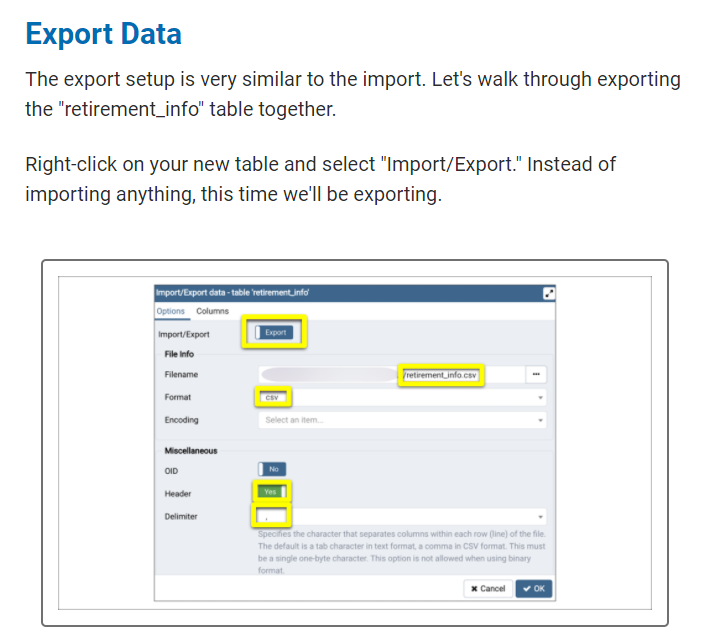 Export Data
The export setup is very similar to the import. Let's walk through exporting
the "retirement_info" table together.
Right-click on your new table and select "Import/Export." Instead of
importing anything, this time we'll be exporting.
Import/Export data - table 'retirement_info'
Options Columns
Import/Export Export
File Info
Filename /retirement_info.csv ...
Format csv
Encoding Select an item...
Miscellaneous
OID No
Header Yes
Delimiter ,
Specifies the character that separates columns within each row (line) of the file.
The default is a tab character in text format, a comma in CSV format. This must
be a single one-byte character. This option is not allowed when using binary
format.
Cancel OK